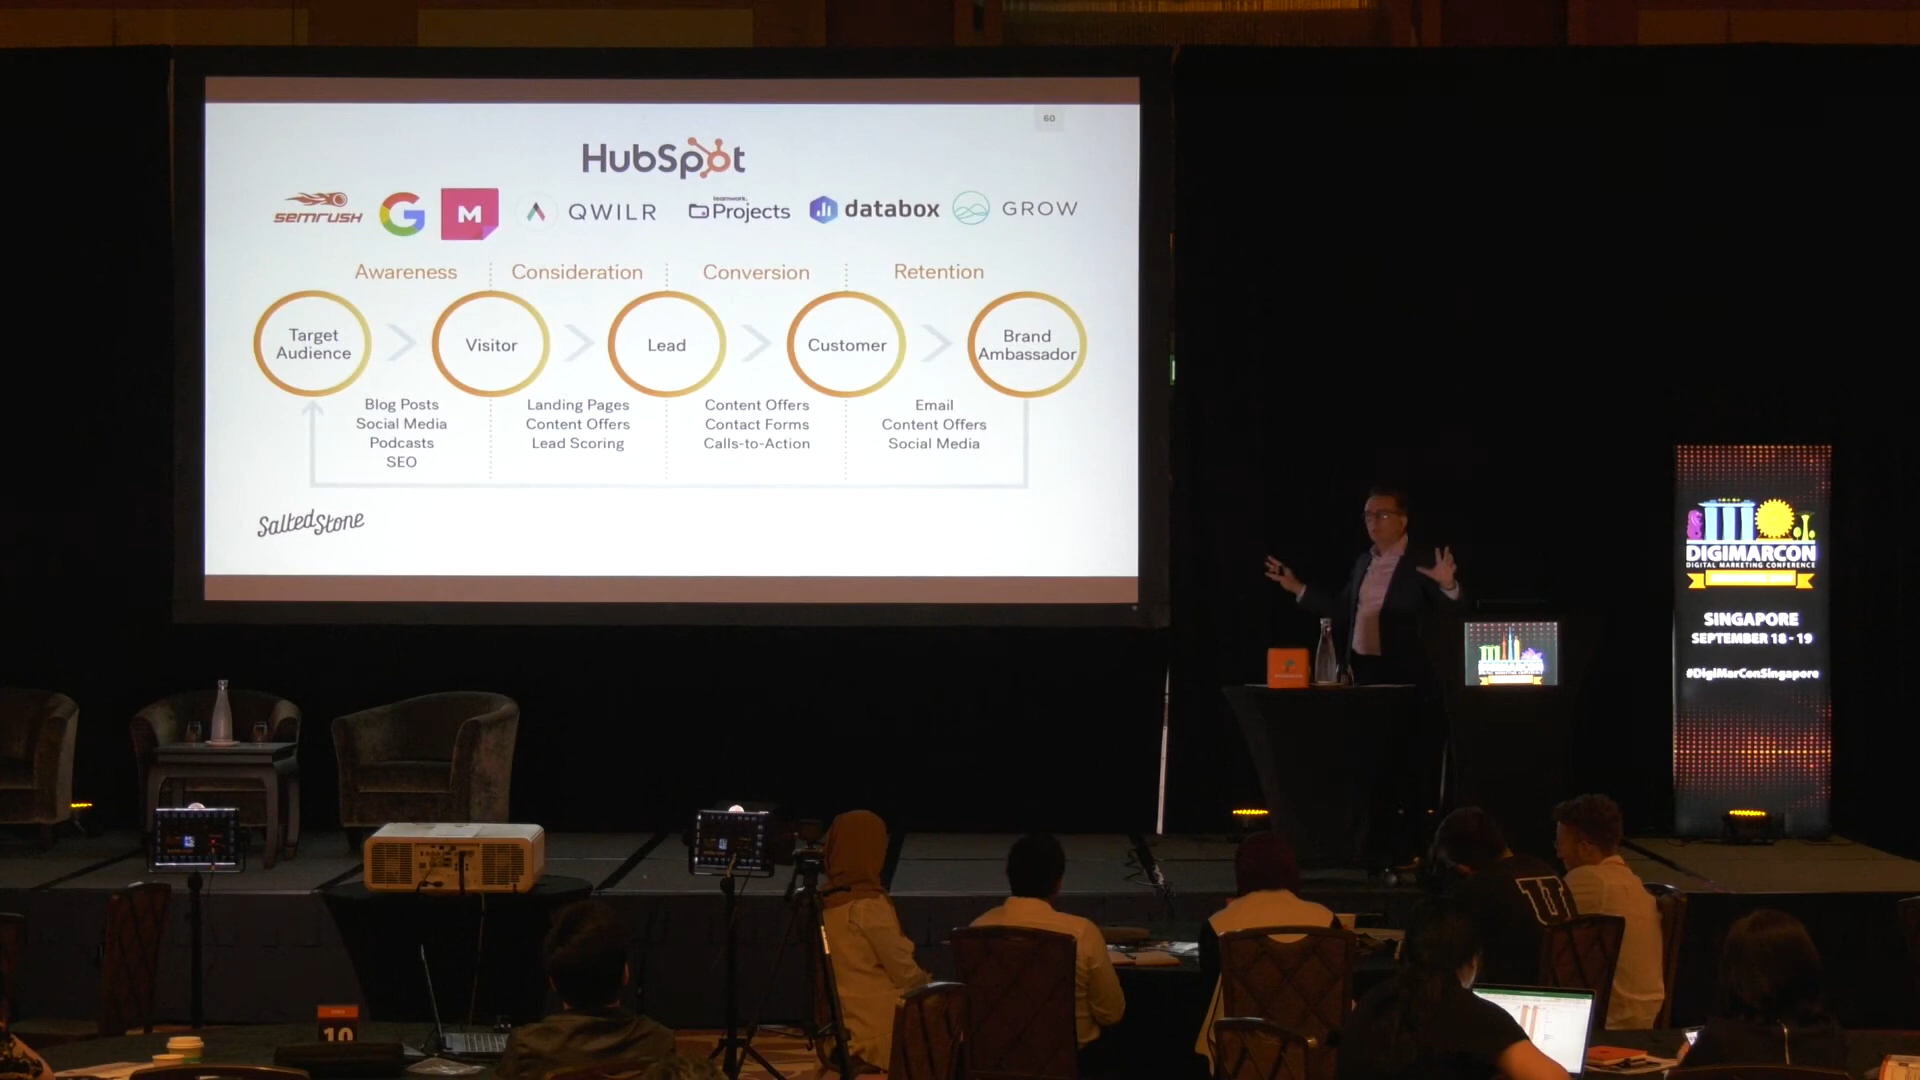 60
HubSpot
semrush
G
M
QWILR
teamwork.
Projects
databox
GROW
Awareness
Consideration
Conversion
Retention
Target
Audience
Visitor
Lead
Customer
Brand
Ambassador
Blog Posts
Social Media
Podcasts
SEO
Landing Pages
Content Offers
Lead Scoring
Content Offers
Contact Forms
Calls-to-Action
Email
Content Offers
Social Media
Salted Stone
DIGIMARCON
DIGITAL MARKETING CONFERENCE
SINGAPORE
SEPTEMBER 18 - 19
#DigiMarConSingapore
U
10